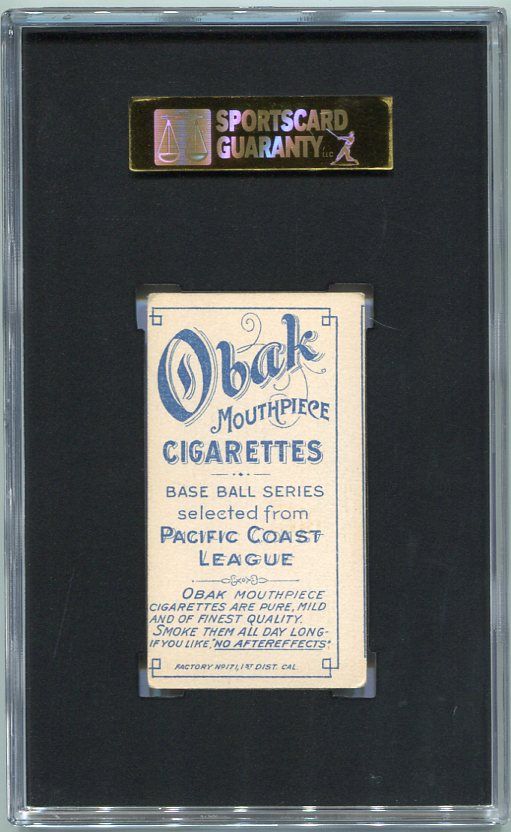 SPORTSCARD
GUARANTY LLC
Obak
MOUTHPIECE
CIGARETTES
BASE BALL SERIES
selected from
PACIFIC COAST
LEAGUE
OBAK MOUTHPIECE
CIGARETTES ARE PURE, MILD
AND OF FINEST QUALITY.
SMOKE THEM ALL DAY LONG-
IF YOU LIKE, "NO AFTEREFFECTS"
FACTORY NO 171, 1ST DIST. CAL.